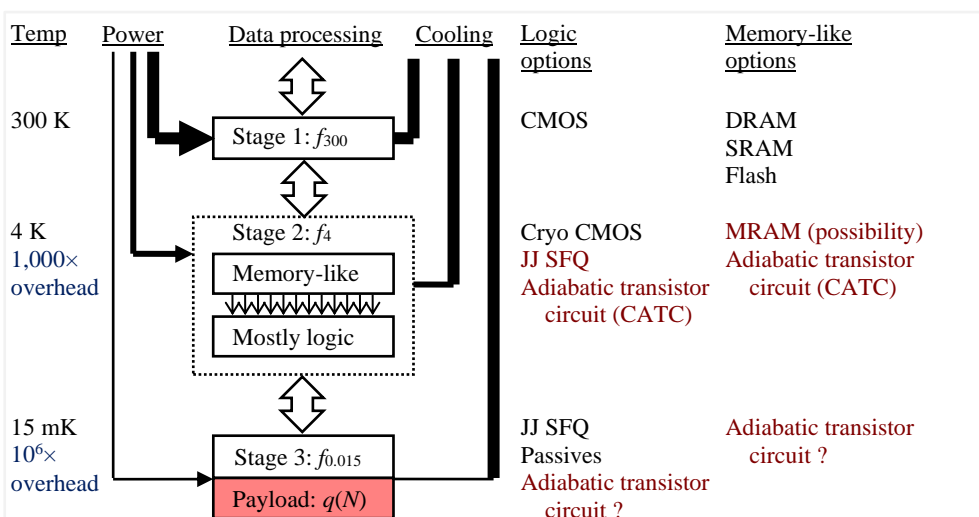 Temp Power Data processing Cooling Logic options Memory-like options
300 K
Stage 1: f300
CMOS
DRAM
SRAM
Flash
4 K
1,000×
overhead
Stage 2: f4
Memory-like
Mostly logic
Cryo CMOS
JJ SFQ
Adiabatic transistor
circuit (CATC)
MRAM (possibility)
Adiabatic transistor
circuit (CATC)
15 mK
10⁶×
overhead
Stage 3: f0.015
Payload: q(N)
JJ SFQ
Passives
Adiabatic transistor
circuit ?
Adiabatic transistor
circuit ?